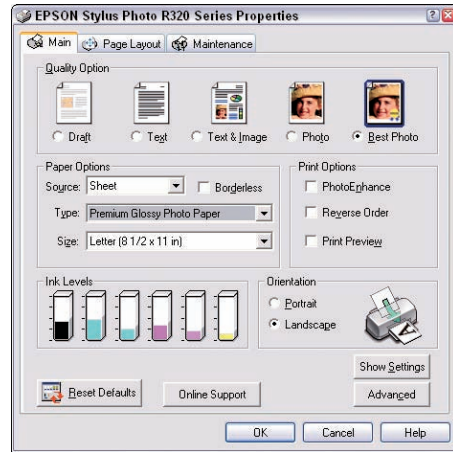 EPSON Stylus Photo R320 Series Properties
Main
Page Layout
Maintenance
Quality Option
Draft
Text
Text & Image
Photo
Best Photo
Paper Options
Source: Sheet
Borderless
Type: Premium Glossy Photo Paper
Size: Letter (8 1/2 x 11 in)
Print Options
PhotoEnhance
Reverse Order
Print Preview
Ink Levels
Orientation
Portrait
Landscape
Show Settings
Reset Defaults
Online Support
Advanced
OK
Cancel
Help